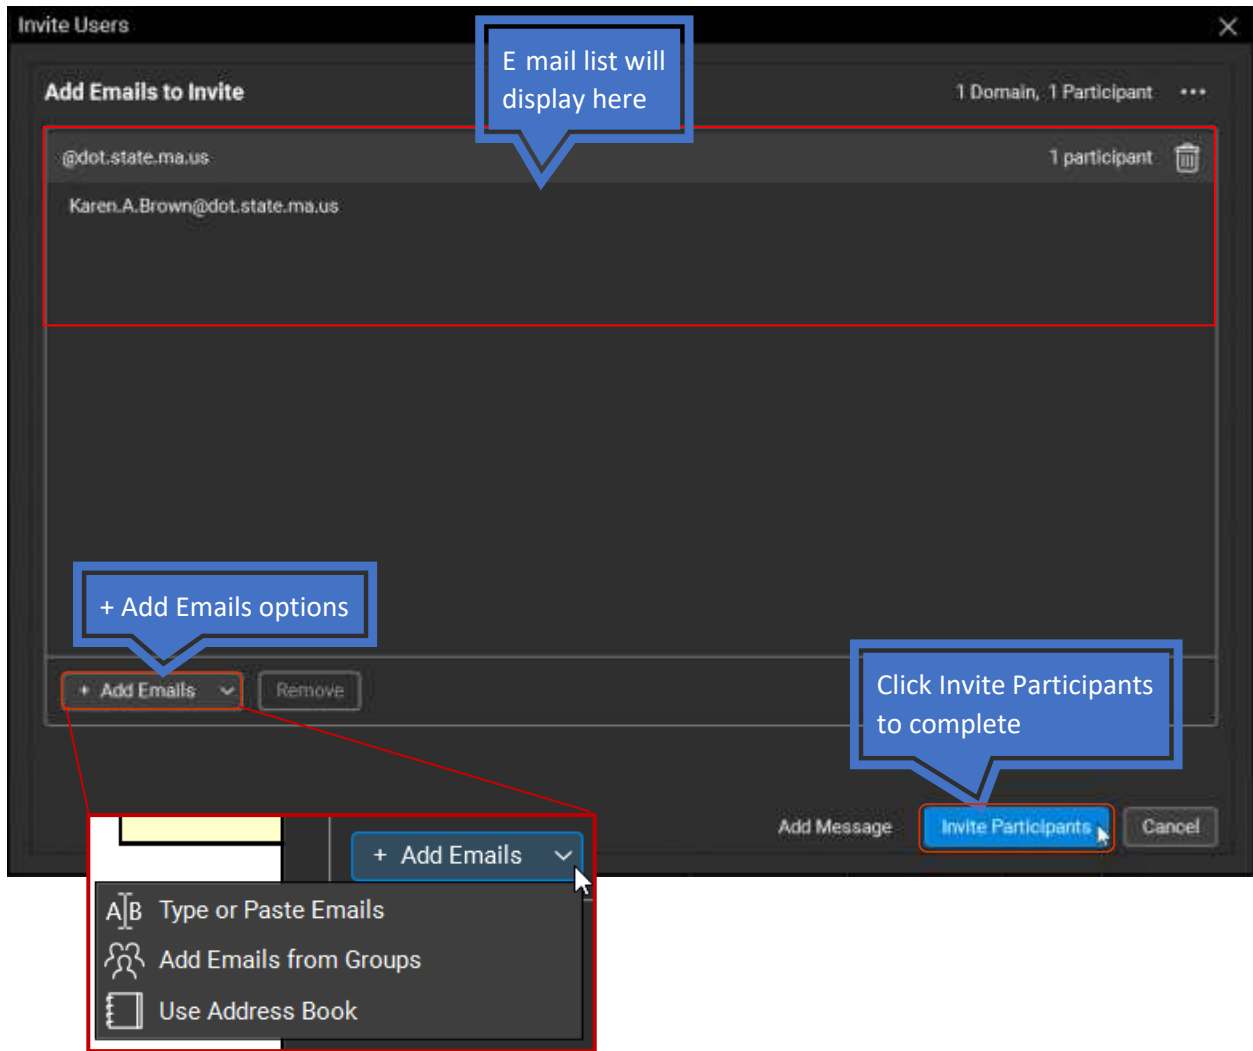 Invite Users
E mail list will
display here
Add Emails to Invite
1 Domain, 1 Participant
@dot.state.ma.us
1 participant
Karen.A.Brown@dot.state.ma.us
+ Add Emails options
+ Add Emails
Remove
Click Invite Participants
to complete
Add Message
Invite Participants
Cancel
+ Add Emails
A B Type or Paste Emails
Add Emails from Groups
Use Address Book